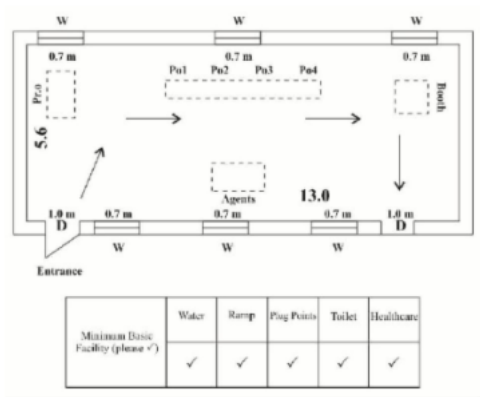 W W W
0.7 m 0.7 m 0.7 m
Po1 Po2 Po3 Po4
Pr.o
Booth
5.6
Agents
13.0
1.0 m 0.7 m 0.7 m 0.7 m 1.0 m
D D
W W W
Entrance
Minimum Basic Facility (please ✓)
Water Ramp Plug Points Toilet Healthcare
✓ ✓ ✓ ✓ ✓